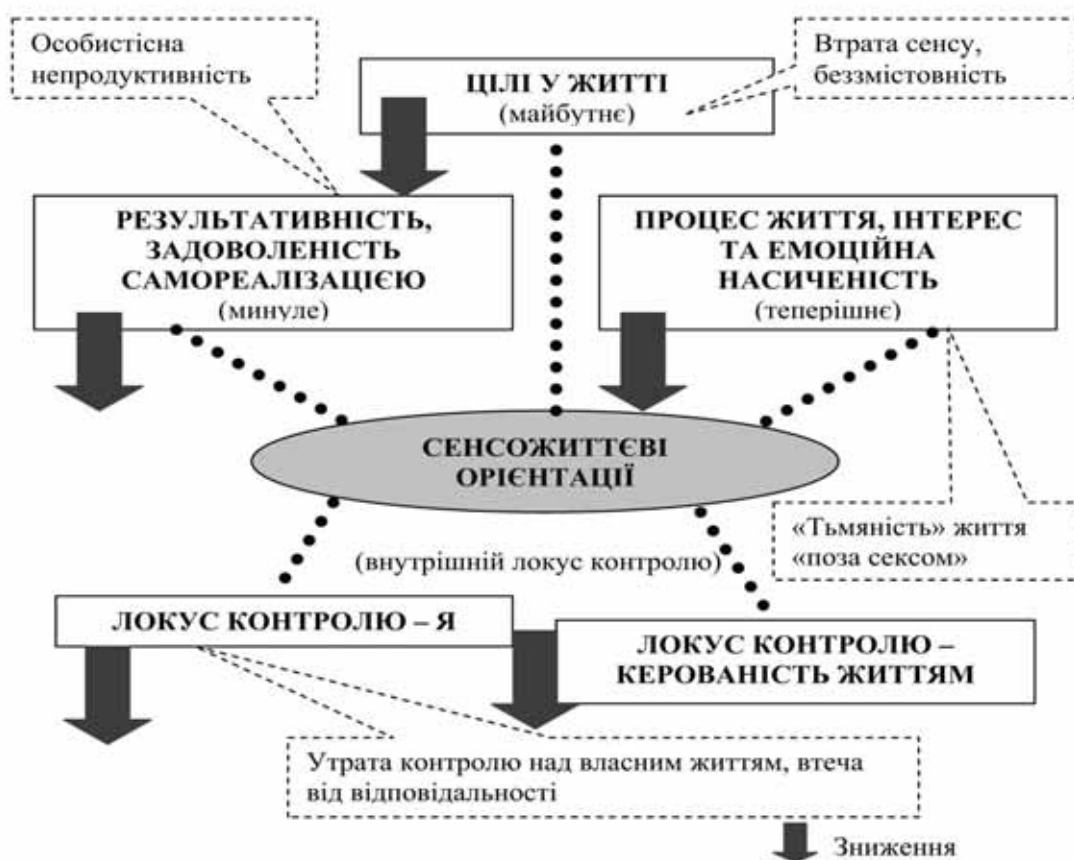 Особистісна
непродуктивність
ЦІЛІ У ЖИТТІ
(майбутнє)
Втрата сенсу,
беззмістовність
РЕЗУЛЬТАТИВНІСТЬ,
ЗАДОВОЛЕНІСТЬ
САМОРЕАЛІЗАЦІЄЮ
(минуле)
ПРОЦЕС ЖИТТЯ, ІНТЕРЕС
ТА ЕМОЦІЙНА
НАСИЧЕНІСТЬ
(теперішнє)
СЕНСОЖИТТЄВІ
ОРІЄНТАЦІЇ
«Тьмяність» життя
«поза сексом»
(внутрішній локус контролю)
ЛОКУС КОНТРОЛЮ – Я
ЛОКУС КОНТРОЛЮ –
КЕРОВАНІСТЬ ЖИТТЯМ
Утрата контролю над власним життям, втеча
від відповідальності
Зниження